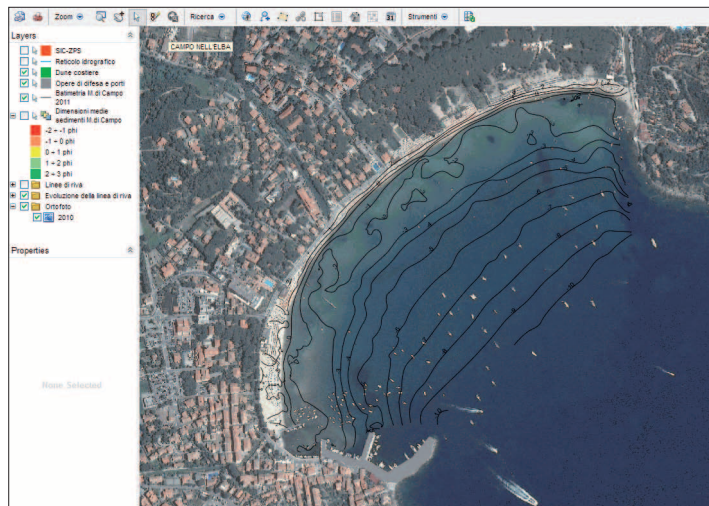 Zoom
Ricerca
31
Strumenti
Layers
CAMPO NELL'ELBA
SIC-ZPS
Reticolo idrografico
Dune costiere
Opere di difesa e porti
Batimetria M.di Campo
2011
Dimensioni medie
sedimenti M.di Campo
-2 ÷ -1 phi
-1 ÷ 0 phi
0 ÷ 1 phi
1 ÷ 2 phi
2 ÷ 3 phi
Linee di riva
Evoluzione della linea di riva
Ortofoto
2010
Properties
None Selected